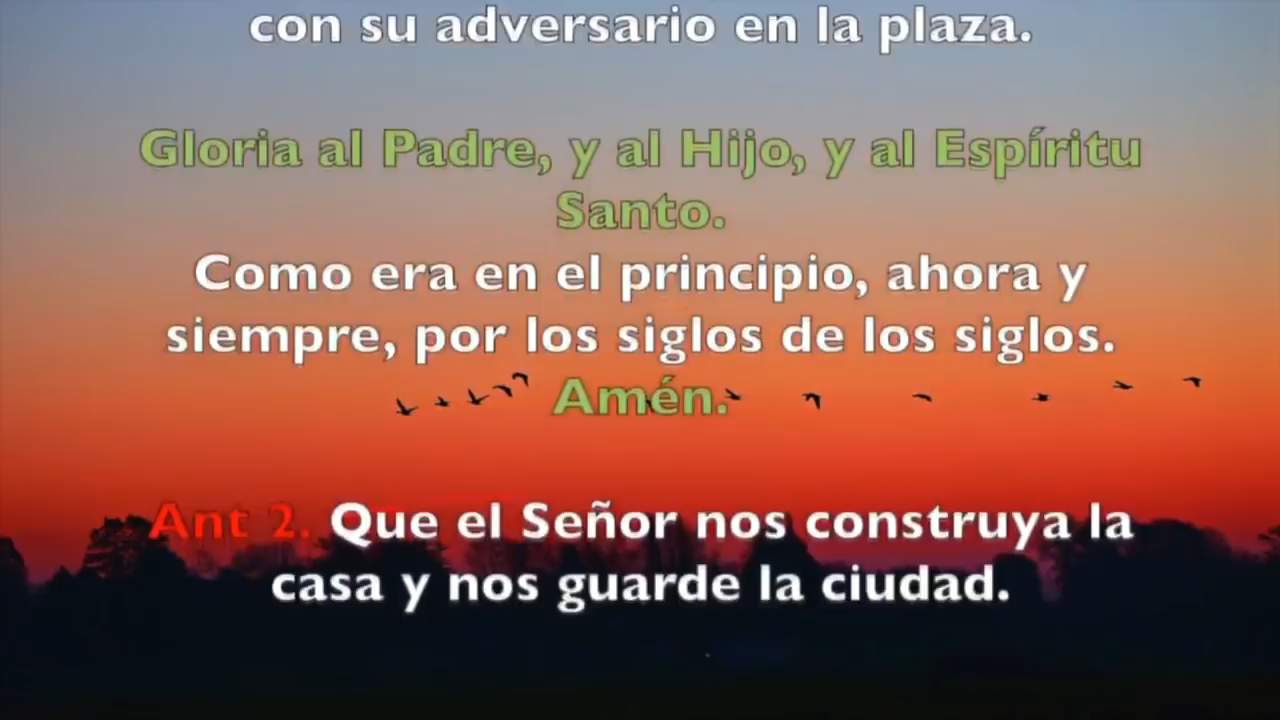 con su adversario en la plaza.
Gloria al Padre, y al Hijo, y al Espíritu
Santo.
Como era en el principio, ahora y
siempre, por los siglos de los siglos.
Amén.
Ant 2. Que el Señor nos construya la
casa y nos guarde la ciudad.